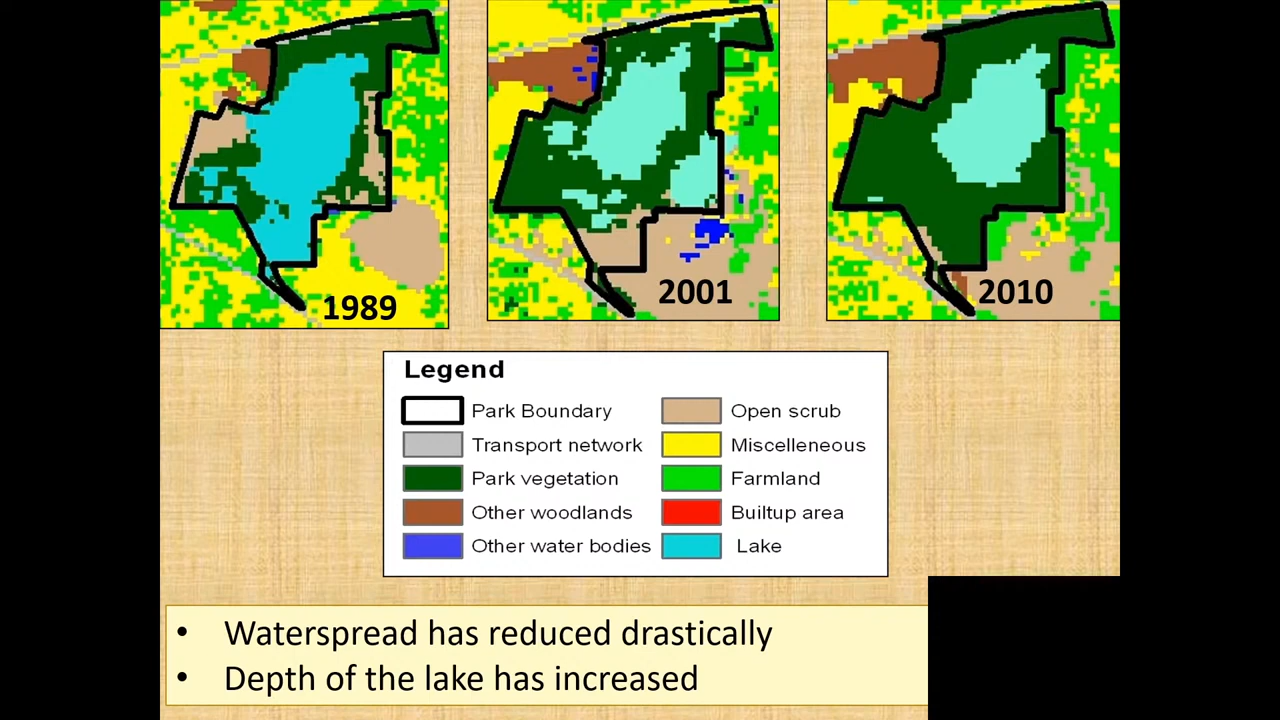 1989
2001
2010
Legend
Park Boundary
Open scrub
Transport network
Miscelleneous
Park vegetation
Farmland
Other woodlands
Builtup area
Other water bodies
Lake
• Waterspread has reduced drastically
• Depth of the lake has increased